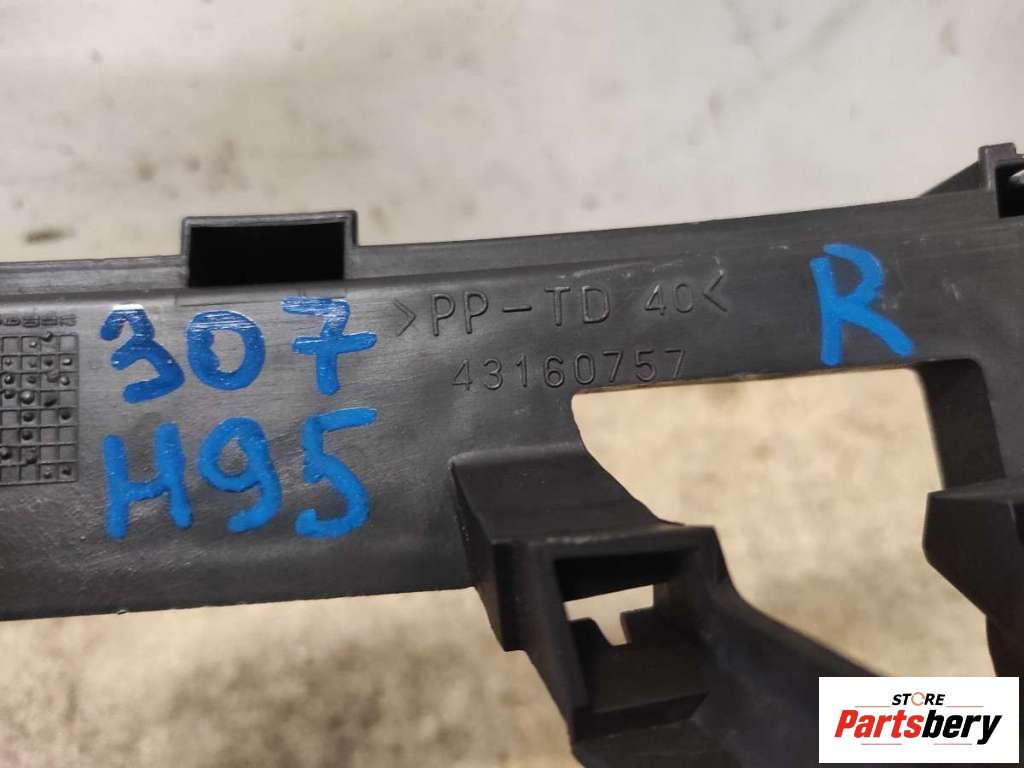 307
H95
>PP-TD 40<
43160757
R
STORE
Partsbery